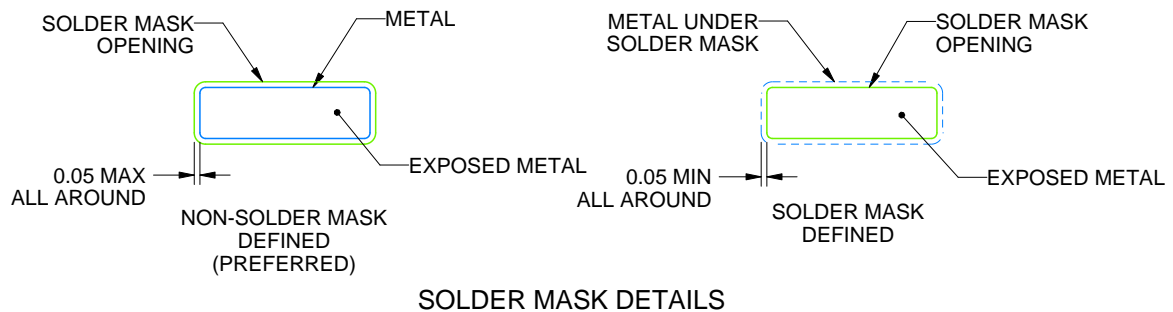 SOLDER MASK
OPENING
METAL
0.05 MAX
ALL AROUND
EXPOSED METAL
NON-SOLDER MASK
DEFINED
(PREFERRED)
METAL UNDER
SOLDER MASK
SOLDER MASK
OPENING
0.05 MIN
ALL AROUND
EXPOSED METAL
SOLDER MASK
DEFINED
SOLDER MASK DETAILS